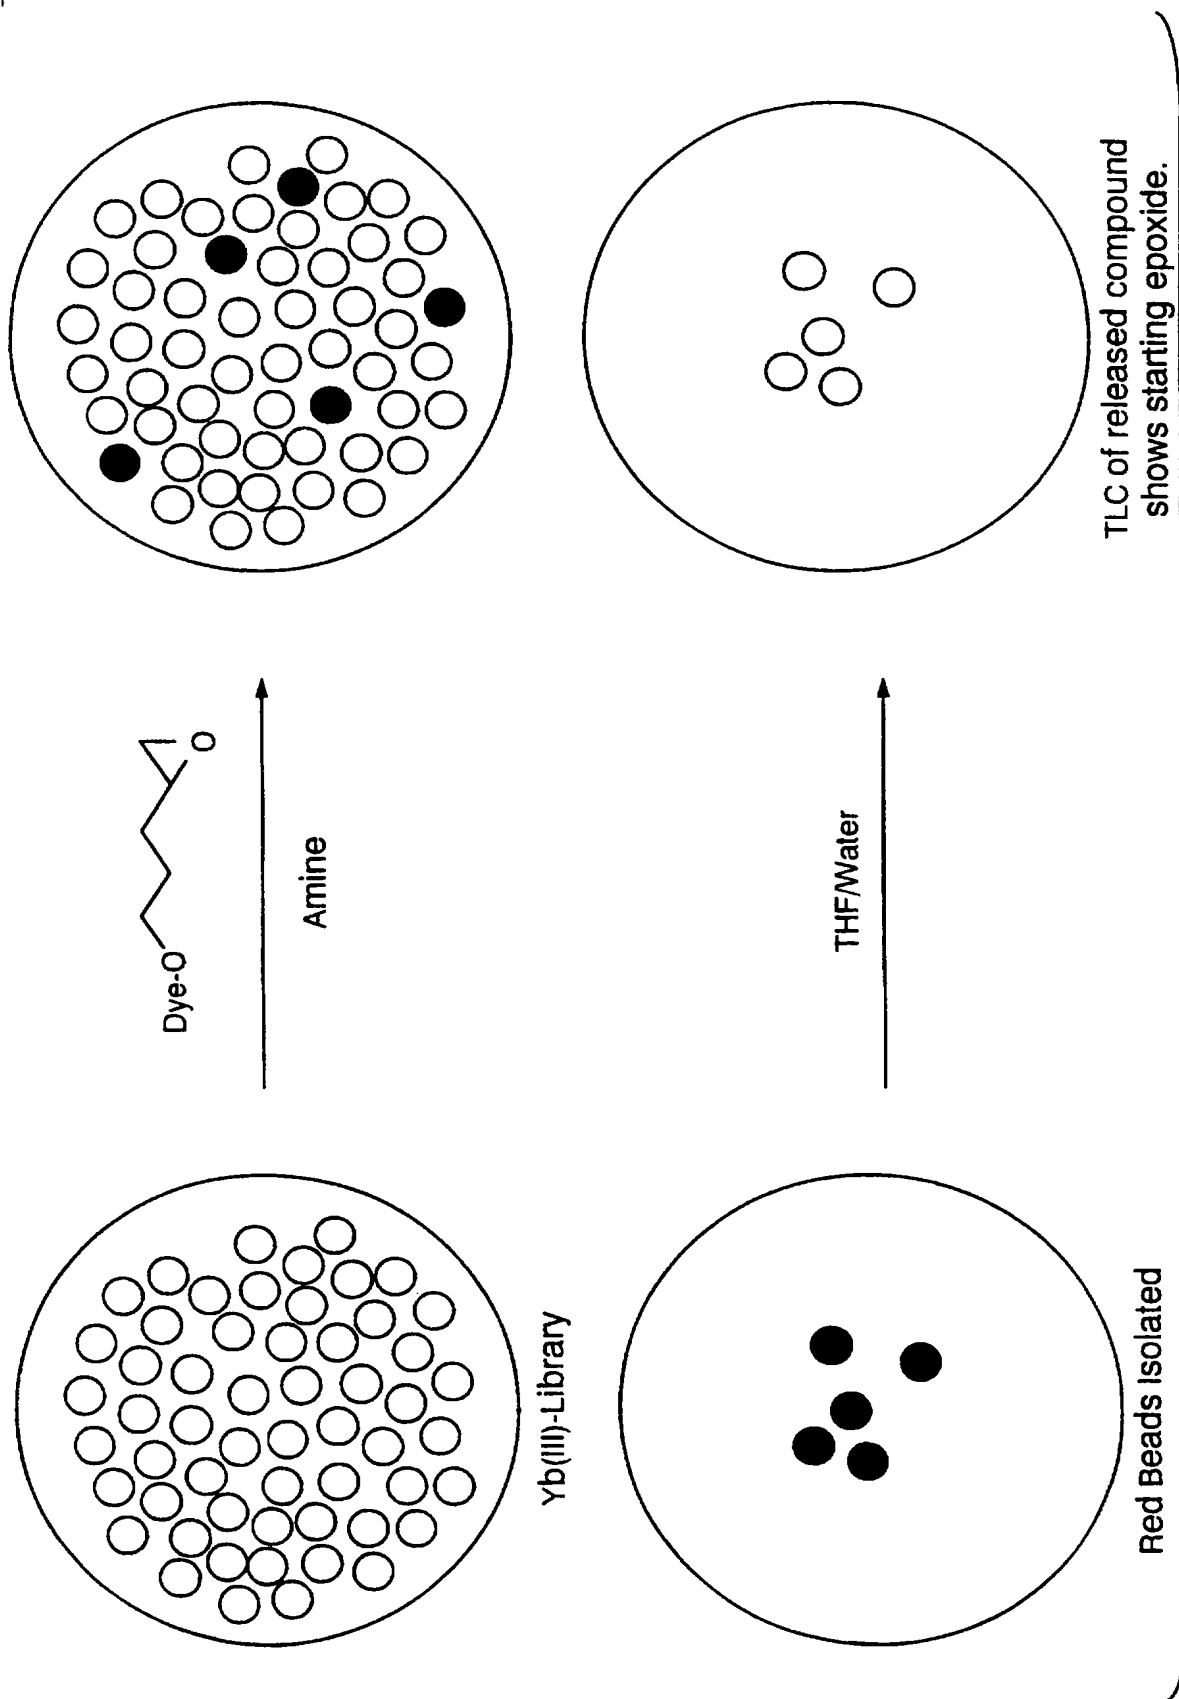 Dye-O
O
Amine
Yb(III)-Library
THF/Water
Red Beads Isolated
TLC of released compound
shows starting epoxide.